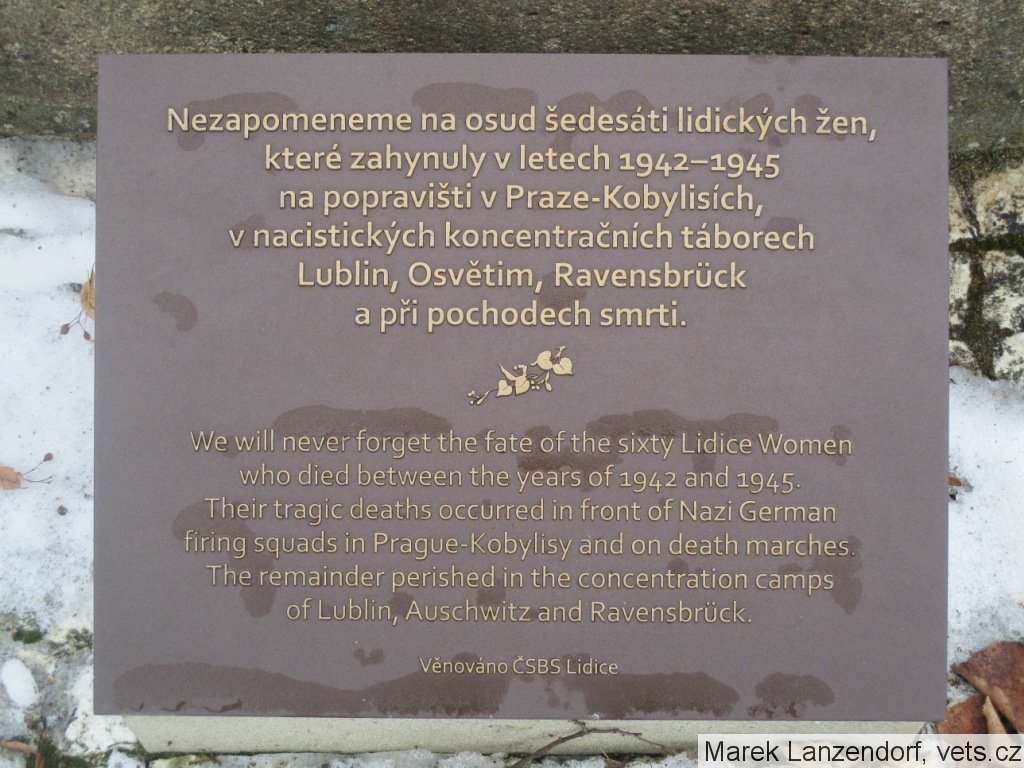 Nezapomeneme na osud šedesáti lidických žen,
které zahynuly v letech 1942–1945
na popravišti v Praze-Kobylisích,
v nacistických koncentračních táborech
Lublin, Osvětim, Ravensbrück
a při pochodech smrti.
We will never forget the fate of the sixty Lidice Women
who died between the years of 1942 and 1945.
Their tragic deaths occurred in front of Nazi German
firing squads in Prague-Kobylisy and on death marches.
The remainder perished in the concentration camps
of Lublin, Auschwitz and Ravensbrück.
Věnováno ČSBS Lidice
Marek Lanzendorf, vets.cz